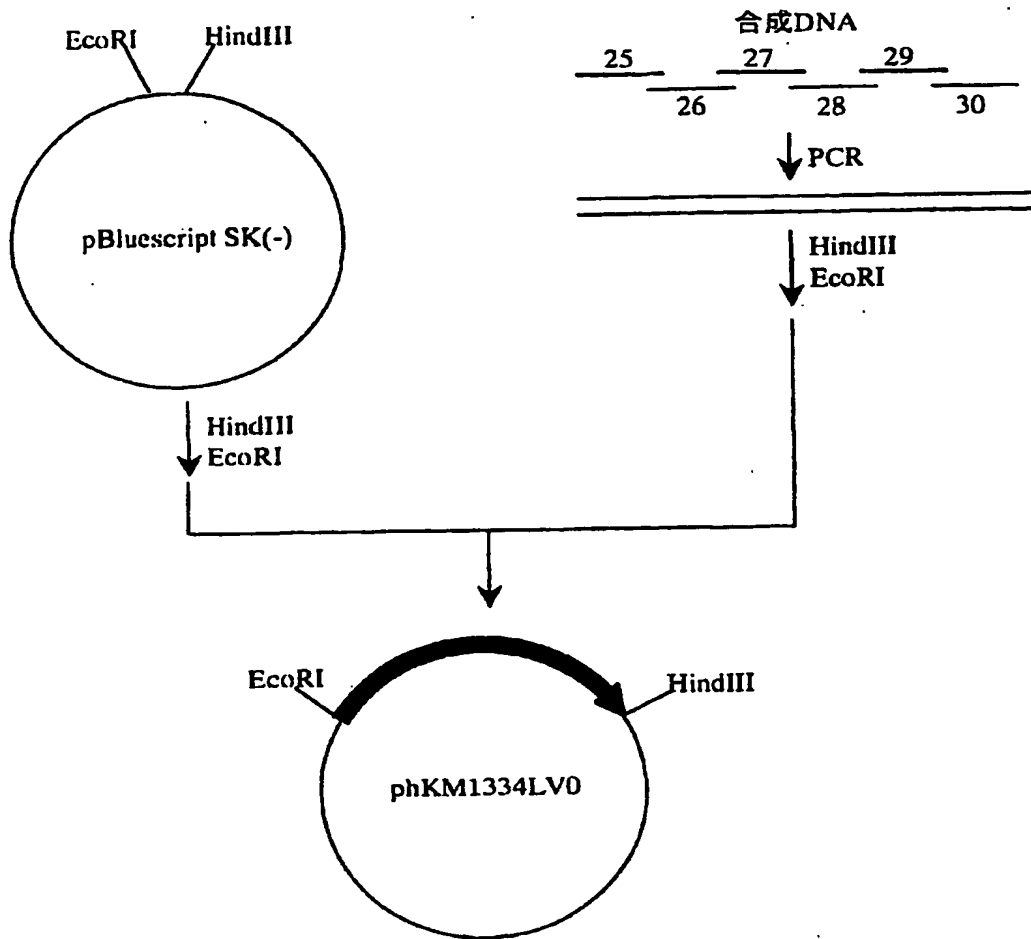 EcoRI
HindIII
pBluescript SK(-)
HindIII
EcoRI
合成DNA
25
27
29
26
28
30
PCR
HindIII
EcoRI
EcoRI
HindIII
phKM1334LV0